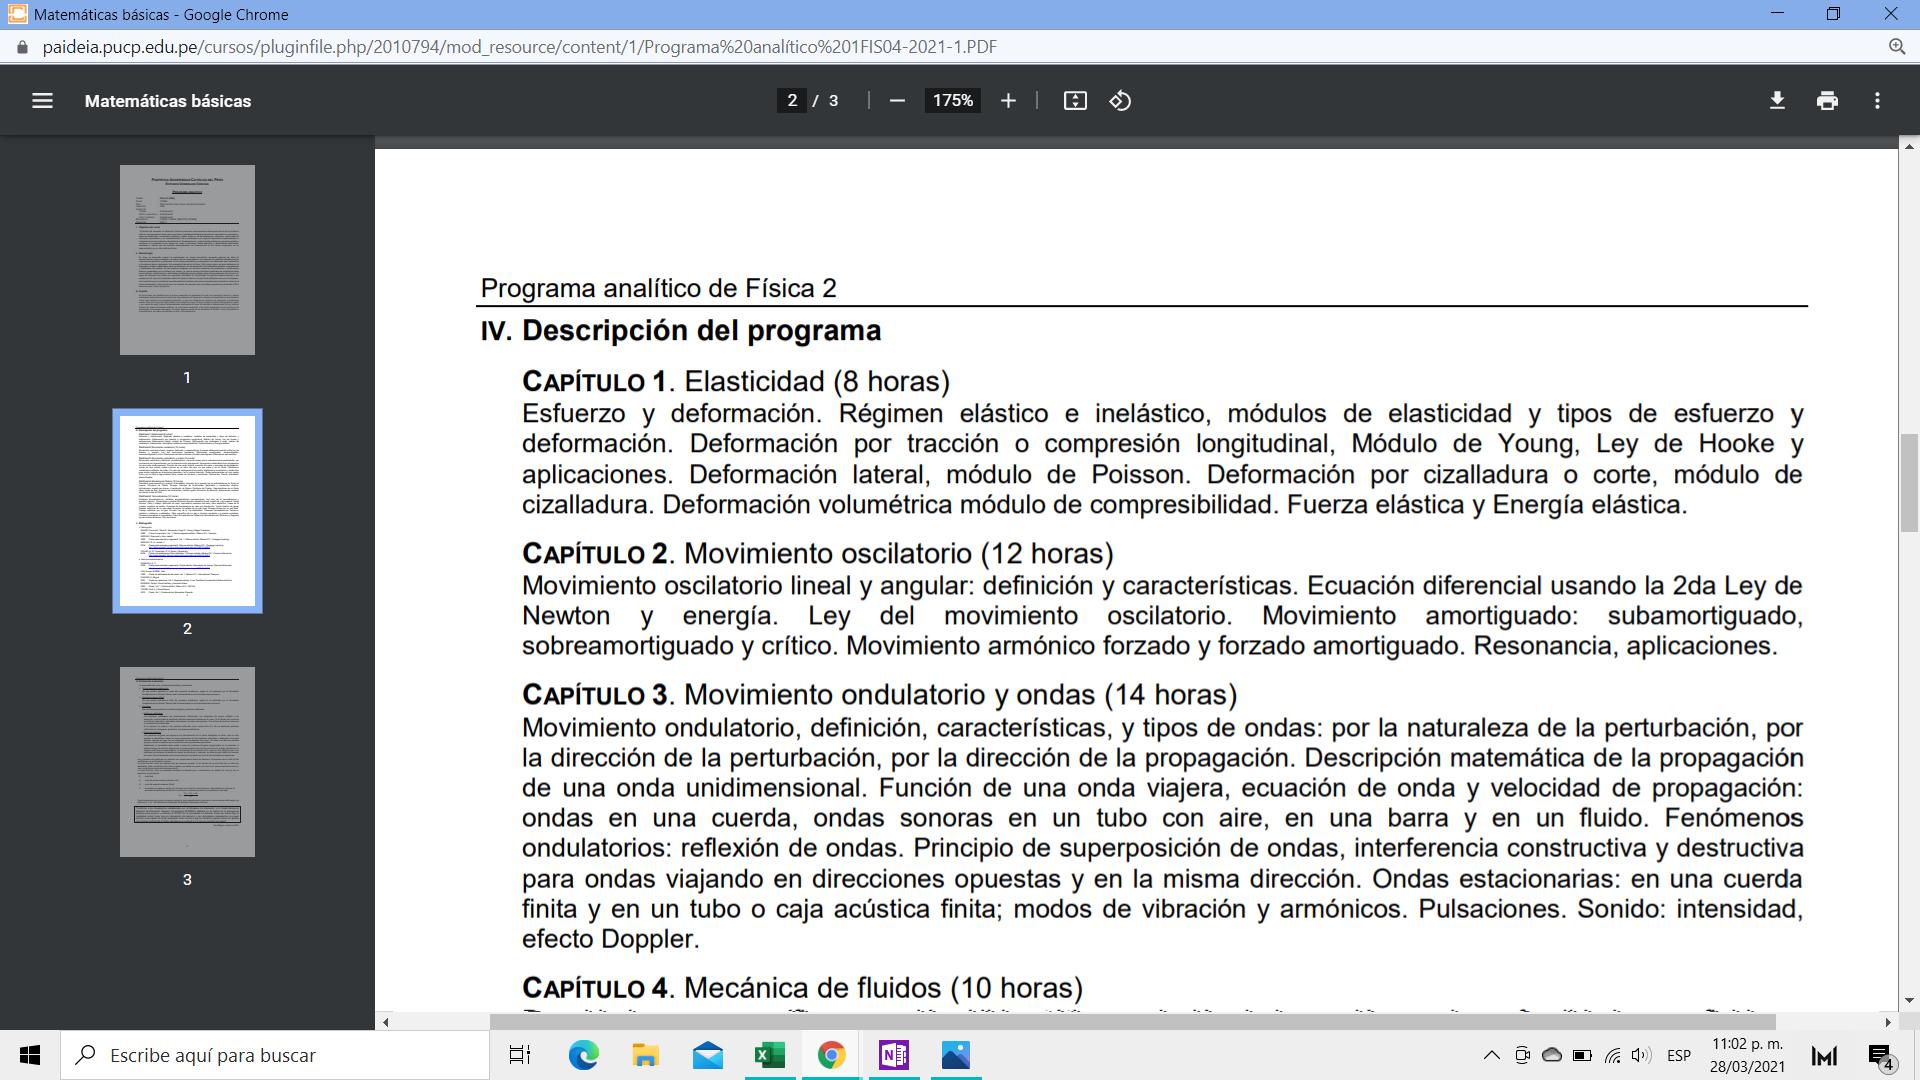 Matemáticas básicas - Google Chrome
paideia.pucp.edu.pe/cursos/pluginfile.php/2010794/mod_resource/content/1/Programa%20analítico%201FIS04-2021-1.PDF
Matemáticas básicas
2 / 3
175%
1
2
3
Programa analítico de Física 2
IV. Descripción del programa
CAPÍTULO 1. Elasticidad (8 horas)
Esfuerzo y deformación. Régimen elástico e inelástico, módulos de elasticidad y tipos de esfuerzo y
deformación. Deformación por tracción o compresión longitudinal, Módulo de Young, Ley de Hooke y
aplicaciones. Deformación lateral, módulo de Poisson. Deformación por cizalladura o corte, módulo de
cizalladura. Deformación volumétrica módulo de compresibilidad. Fuerza elástica y Energía elástica.
CAPÍTULO 2. Movimiento oscilatorio (12 horas)
Movimiento oscilatorio lineal y angular: definición y características. Ecuación diferencial usando la 2da Ley de
Newton y energía. Ley del movimiento oscilatorio. Movimiento amortiguado: subamortiguado,
sobreamortiguado y crítico. Movimiento armónico forzado y forzado amortiguado. Resonancia, aplicaciones.
CAPÍTULO 3. Movimiento ondulatorio y ondas (14 horas)
Movimiento ondulatorio, definición, características, y tipos de ondas: por la naturaleza de la perturbación, por
la dirección de la perturbación, por la dirección de la propagación. Descripción matemática de la propagación
de una onda unidimensional. Función de una onda viajera, ecuación de onda y velocidad de propagación:
ondas en una cuerda, ondas sonoras en un tubo con aire, en una barra y en un fluido. Fenómenos
ondulatorios: reflexión de ondas. Principio de superposición de ondas, interferencia constructiva y destructiva
para ondas viajando en direcciones opuestas y en la misma dirección. Ondas estacionarias: en una cuerda
finita y en un tubo o caja acústica finita; modos de vibración y armónicos. Pulsaciones. Sonido: intensidad,
efecto Doppler.
CAPÍTULO 4. Mecánica de fluidos (10 horas)
Escribe aquí para buscar
ESP
11:02 p. m.
28/03/2021
4